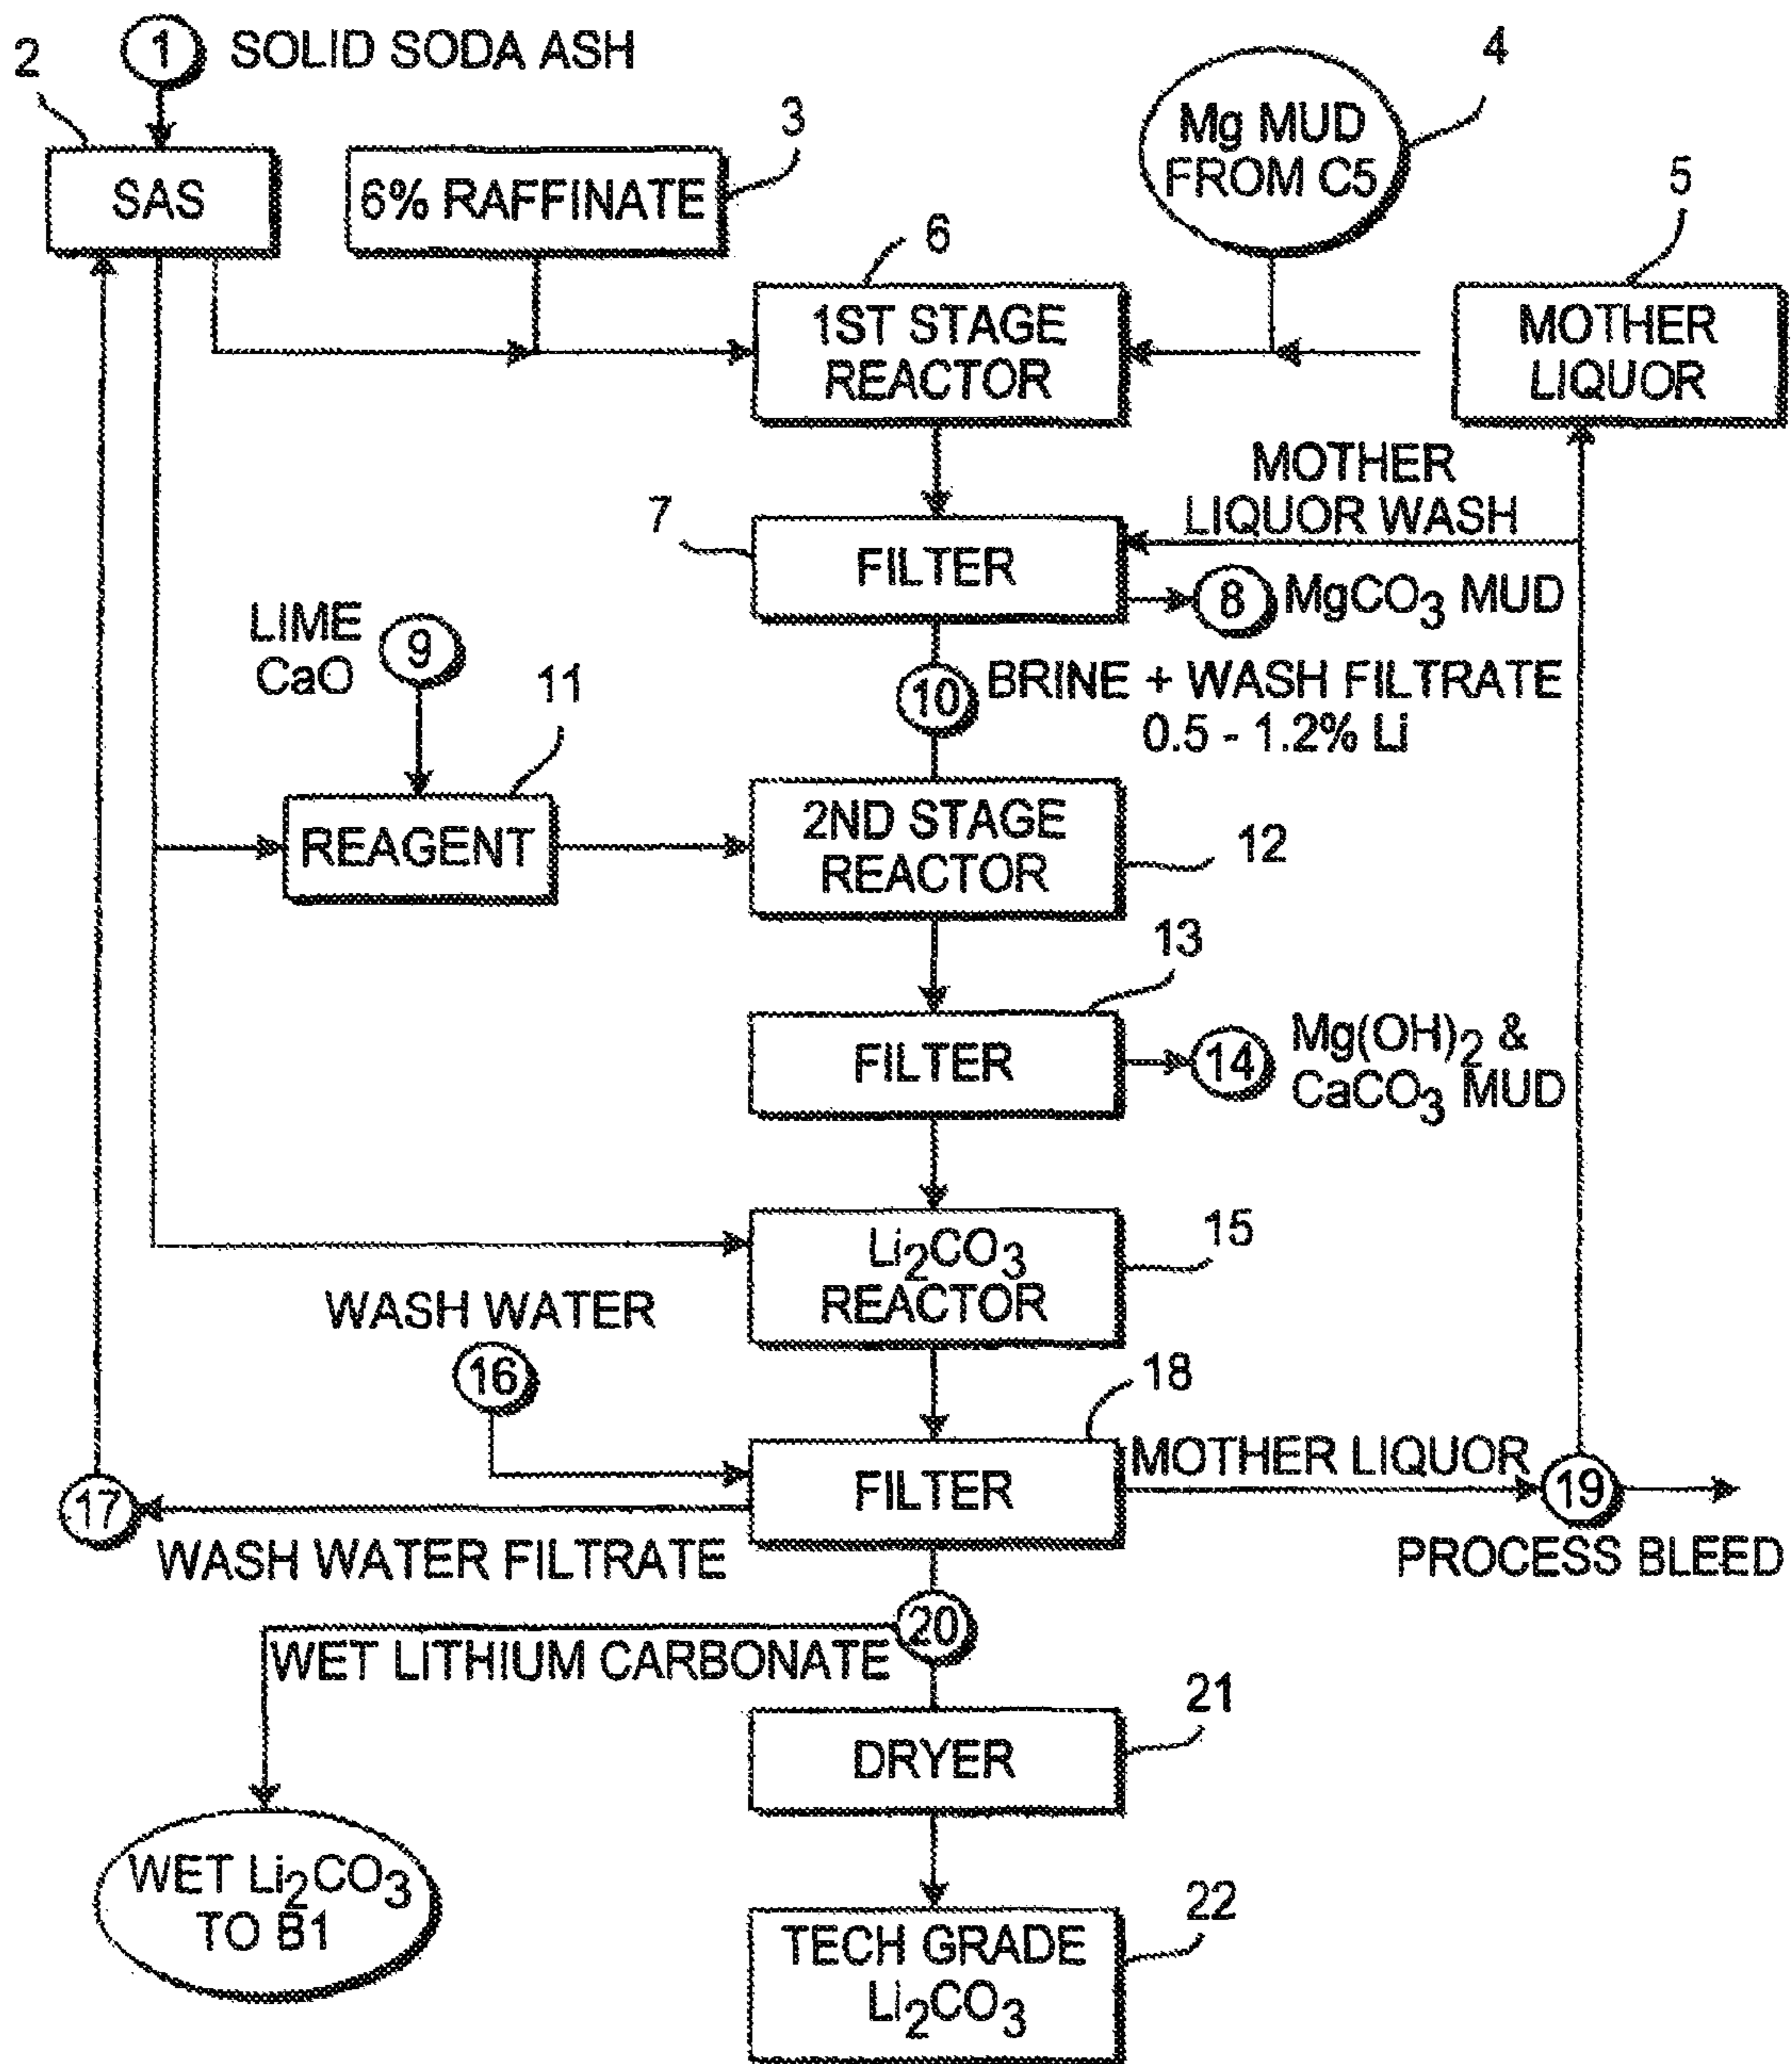 1 SOLID SODA ASH
2
SAS
6% RAFFINATE
3
Mg MUD
FROM C5
4
5
MOTHER
LIQUOR
6
1ST STAGE
REACTOR
MOTHER
LIQUOR WASH
7
FILTER
8 MgCO3 MUD
LIME
CaO
9
10 BRINE + WASH FILTRATE
0.5 - 1.2% Li
11
REAGENT
2ND STAGE
REACTOR
12
13
FILTER
14
Mg(OH)2 &
CaCO3 MUD
Li2CO3
REACTOR
15
WASH WATER
16
18
FILTER
MOTHER LIQUOR
19
PROCESS BLEED
17
WASH WATER FILTRATE
20
WET LITHIUM CARBONATE
21
DRYER
WET Li2CO3
TO B1
22
TECH GRADE
Li2CO3